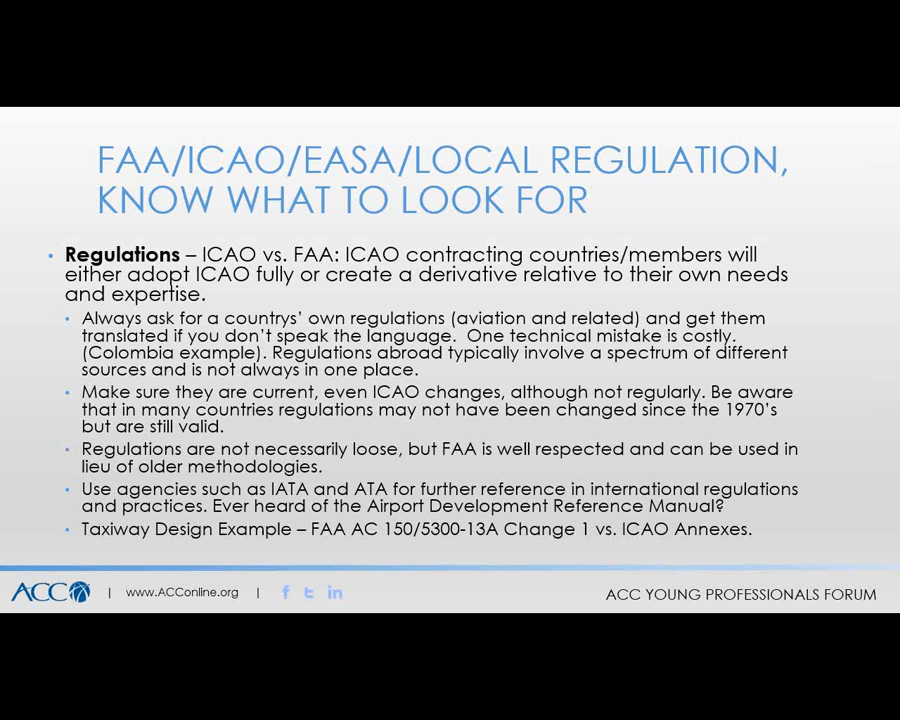 FAA/ICAO/EASA/LOCAL REGULATION,
KNOW WHAT TO LOOK FOR
• Regulations – ICAO vs. FAA: ICAO contracting countries/members will
either adopt ICAO fully or create a derivative relative to their own needs
and expertise.
• Always ask for a countrys’ own regulations (aviation and related) and get them
translated if you don’t speak the language. One technical mistake is costly.
(Colombia example). Regulations abroad typically involve a spectrum of different
sources and is not always in one place.
• Make sure they are current, even ICAO changes, although not regularly. Be aware
that in many countries regulations may not have been changed since the 1970’s
but are still valid.
• Regulations are not necessarily loose, but FAA is well respected and can be used in
lieu of older methodologies.
• Use agencies such as IATA and ATA for further reference in international regulations
and practices. Ever heard of the Airport Development Reference Manual?
• Taxiway Design Example – FAA AC 150/5300-13A Change 1 vs. ICAO Annexes.
ACC | www.ACConline.org | f t in ACC YOUNG PROFESSIONALS FORUM